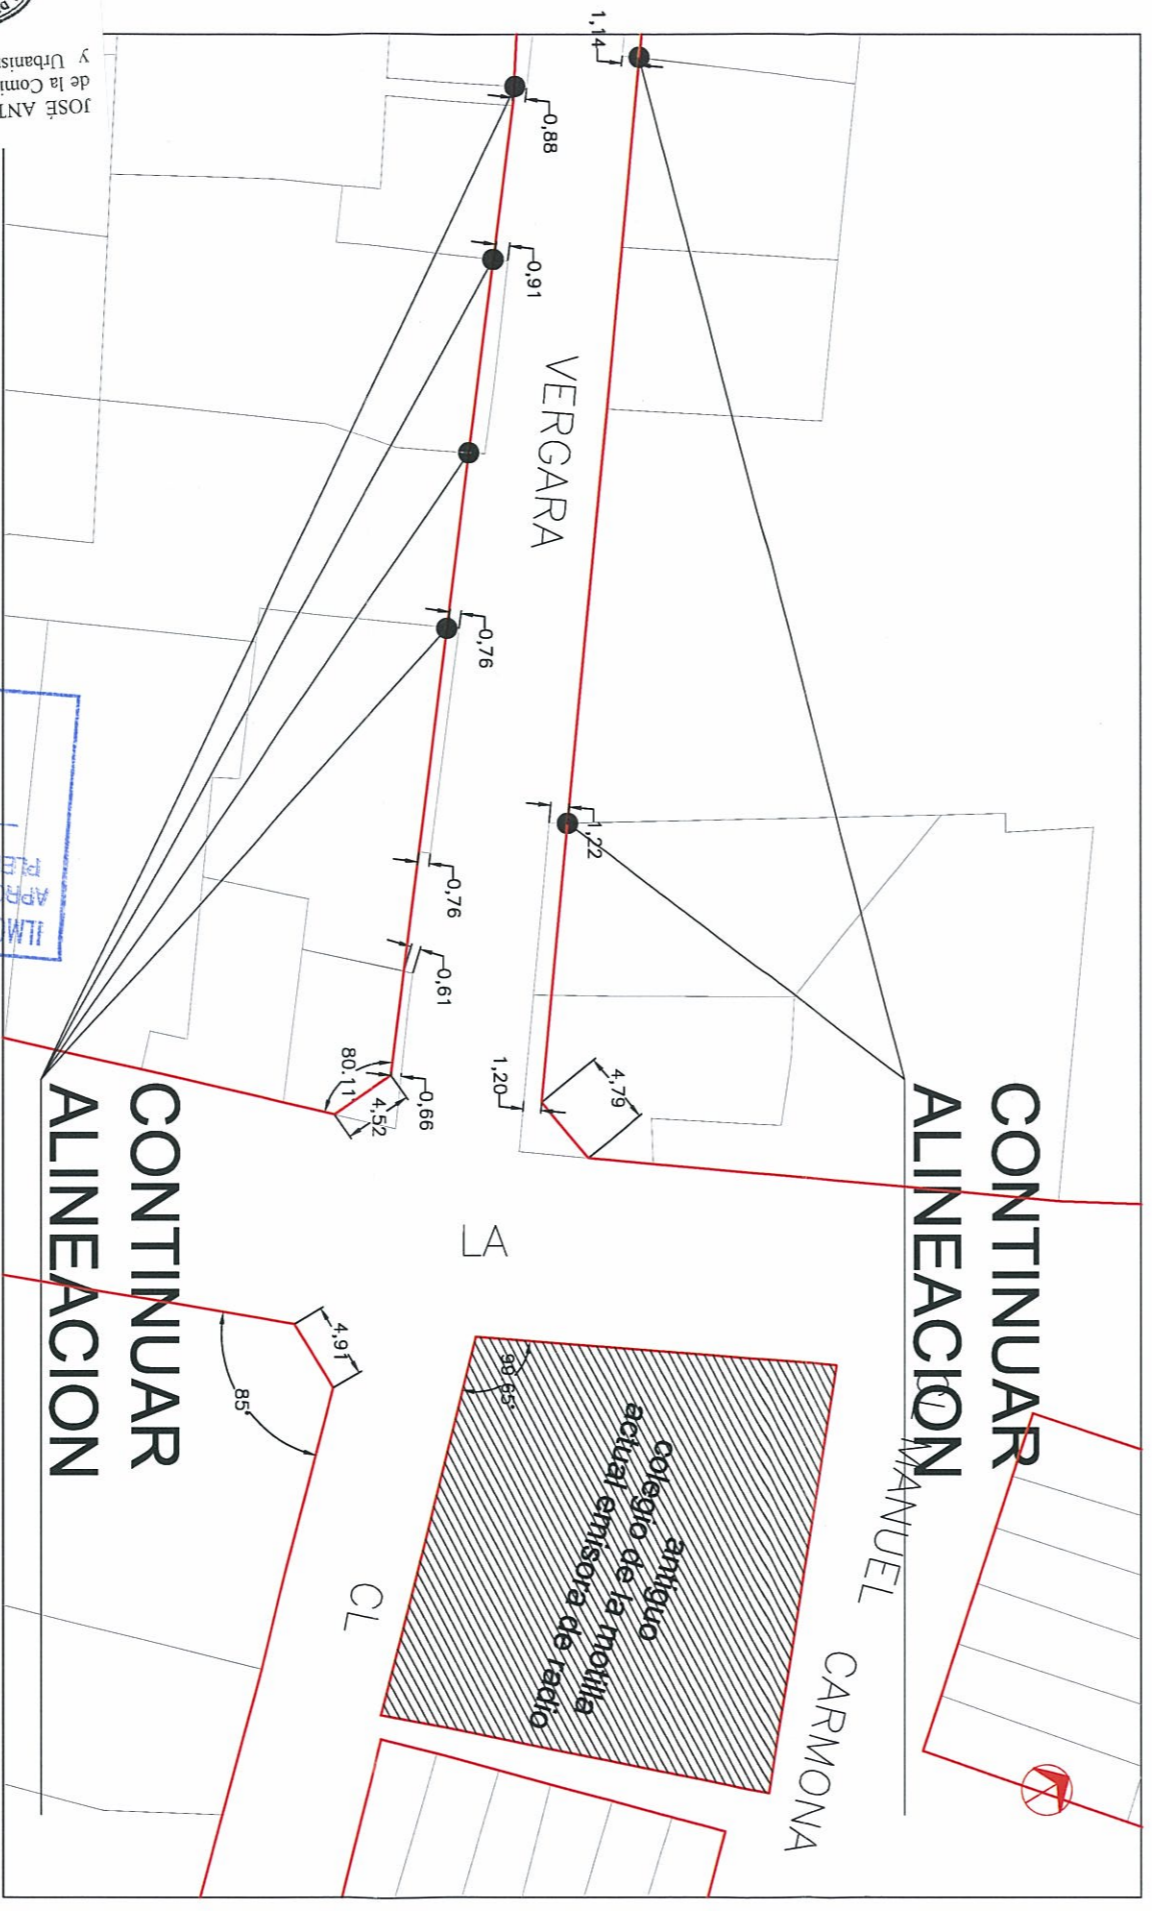 JOSÉ ANT
de la Comi
y Urbanis
1,14
0,88
0,91
VERGARA
0,76
1,22
0,76
0,61
0,66
80.11
4,52
1,20
4,79
CONTINUAR
ALINEACION
CONTINUAR
ALINEACION
LA
4,91
85°
99.65°
antiguo
colegio de la motilla
actual emisora de radio
CL
CL MANUEL
CARMONA